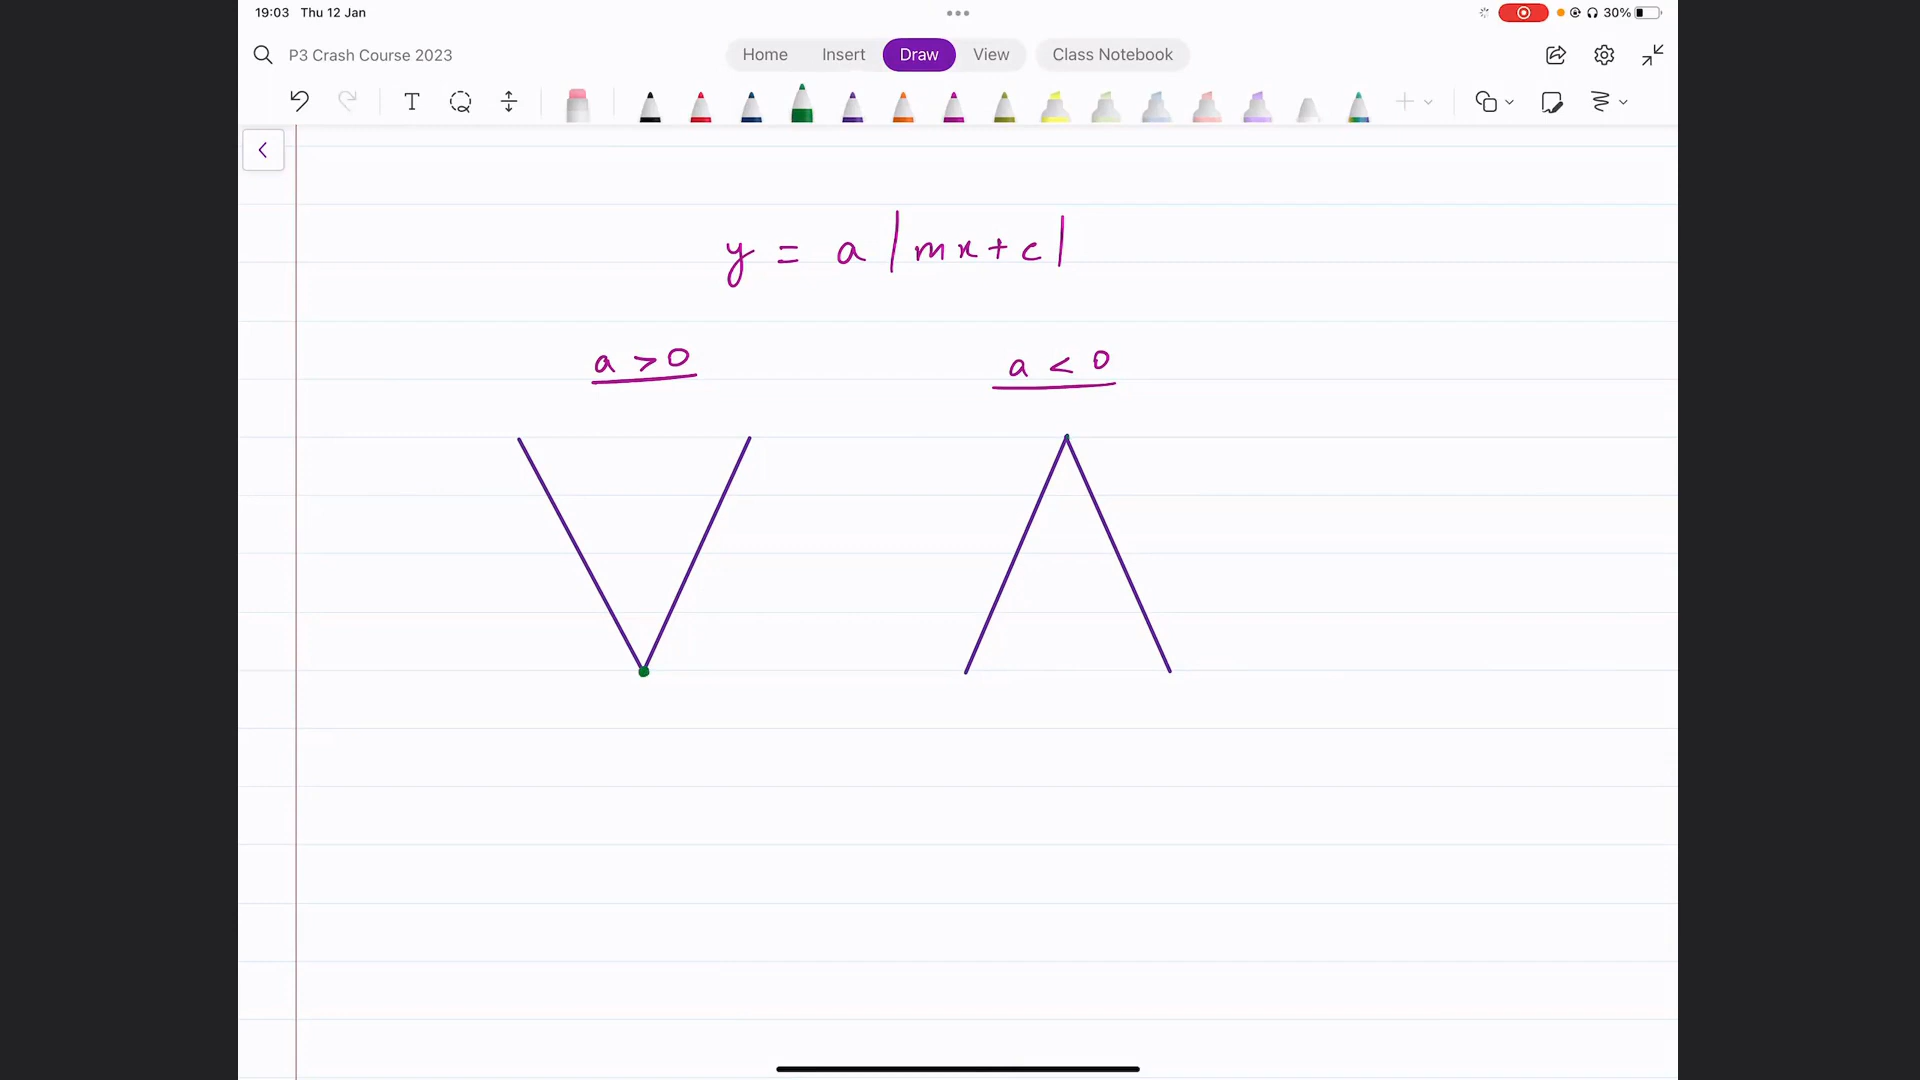 19:03 Thu 12 Jan 30%
P3 Crash Course 2023 Home Insert Draw View Class Notebook
T
y = a |mx+c|
a > 0 a < 0